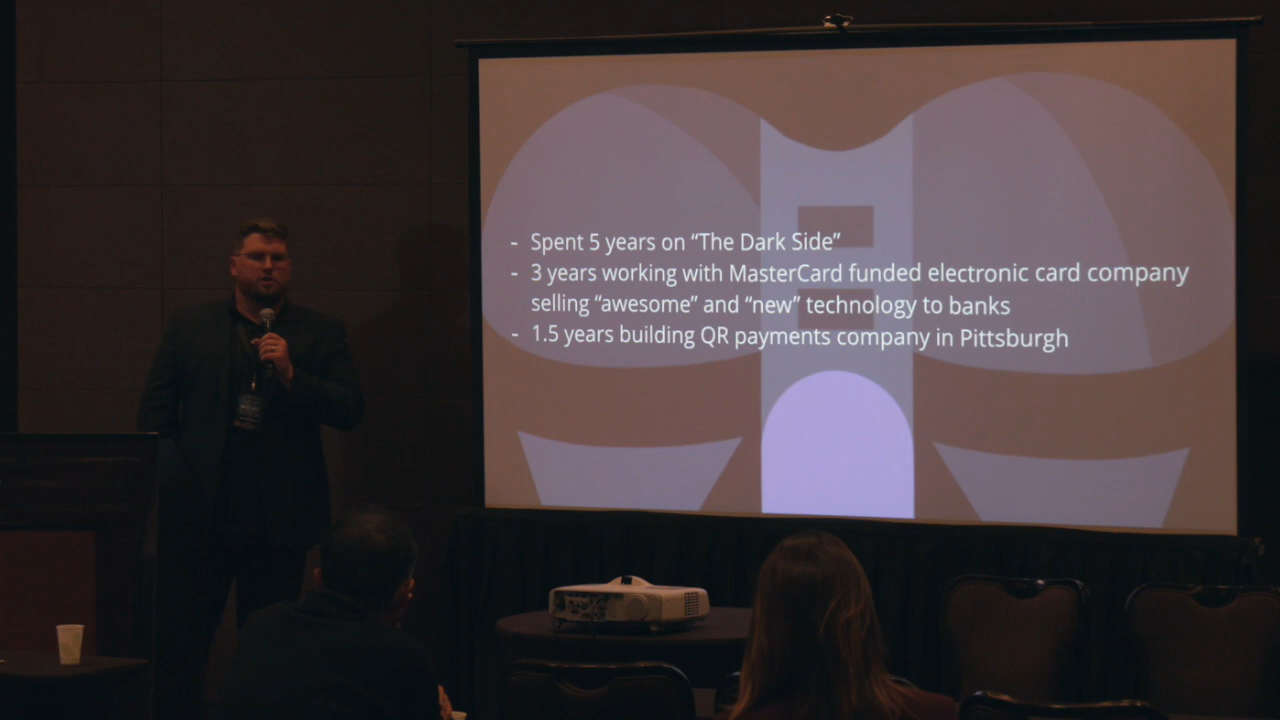 - Spent 5 years on “The Dark Side”
- 3 years working with MasterCard funded electronic card company
selling “awesome” and “new” technology to banks
- 1.5 years building QR payments company in Pittsburgh